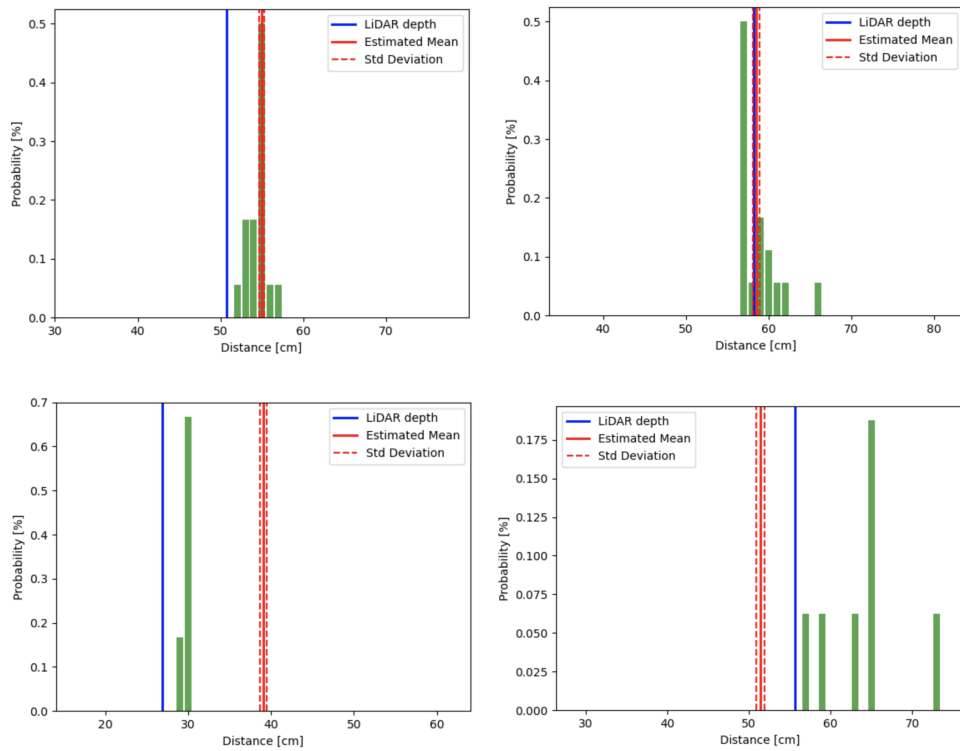 0.5
0.4
0.3
0.2
0.1
0.0
Probability [%]
LiDAR depth
Estimated Mean
Std Deviation
30 40 50 60 70
Distance [cm]
0.5
0.4
0.3
0.2
0.1
0.0
Probability [%]
LiDAR depth
Estimated Mean
Std Deviation
40 50 60 70 80
Distance [cm]
0.7
0.6
0.5
0.4
0.3
0.2
0.1
0.0
Probability [%]
LiDAR depth
Estimated Mean
Std Deviation
20 30 40 50 60
Distance [cm]
0.175
0.150
0.125
0.100
0.075
0.050
0.025
0.000
Probability [%]
LiDAR depth
Estimated Mean
Std Deviation
30 40 50 60 70
Distance [cm]